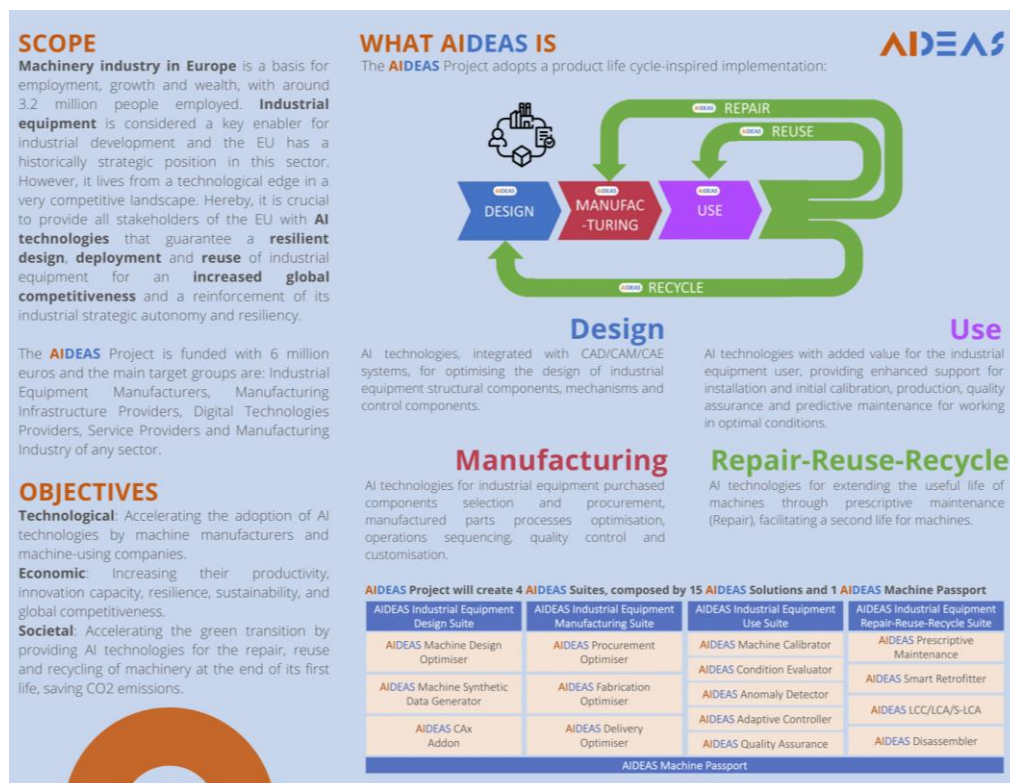 SCOPE
Machinery industry in Europe is a basis for
employment, growth and wealth, with around
3.2 million people employed. Industrial
equipment is considered a key enabler for
industrial development and the EU has a
historically strategic position in this sector.
However, it lives from a technological edge in a
very competitive landscape. Hereby, it is crucial
to provide all stakeholders of the EU with AI
technologies that guarantee a resilient
design, deployment and reuse of industrial
equipment for an increased global
competitiveness and a reinforcement of its
industrial strategic autonomy and resiliency.
The AIDEAS Project is funded with 6 million
euros and the main target groups are: Industrial
Equipment Manufacturers, Manufacturing
Infrastructure Providers, Digital Technologies
Providers, Service Providers and Manufacturing
Industry of any sector.
OBJECTIVES
Technological: Accelerating the adoption of AI
technologies by machine manufacturers and
machine-using companies.
Economic: Increasing their productivity,
innovation capacity, resilience, sustainability, and
global competitiveness.
Societal: Accelerating the green transition by
providing AI technologies for the repair, reuse
and recycling of machinery at the end of its first
life, saving CO2 emissions.
WHAT AIDEAS IS
AIDEAS
The AIDEAS Project adopts a product life cycle-inspired implementation:
AIDEAS REPAIR
AIDEAS REUSE
AIDEAS
DESIGN
AIDEAS
MANUFAC
-TURING
AIDEAS
USE
AIDEAS RECYCLE
Design
AI technologies, integrated with CAD/CAM/CAE
systems, for optimising the design of industrial
equipment structural components, mechanisms and
control components.
Use
AI technologies with added value for the industrial
equipment user, providing enhanced support for
installation and initial calibration, production, quality
assurance and predictive maintenance for working
in optimal conditions.
Manufacturing
AI technologies for industrial equipment purchased
components selection and procurement,
manufactured parts processes optimisation,
operations sequencing, quality control and
customisation.
Repair-Reuse-Recycle
AI technologies for extending the useful life of
machines through prescriptive maintenance
(Repair), facilitating a second life for machines.
AIDEAS Project will create 4 AIDEAS Suites, composed by 15 AIDEAS Solutions and 1 AIDEAS Machine Passport
AIDEAS Industrial Equipment
Design Suite
AIDEAS Machine Design
Optimiser
AIDEAS Machine Synthetic
Data Generator
AIDEAS CAx
Addon
AIDEAS Industrial Equipment
Manufacturing Suite
AIDEAS Procurement
Optimiser
AIDEAS Fabrication
Optimiser
AIDEAS Delivery
Optimiser
AIDEAS Industrial Equipment
Use Suite
AIDEAS Machine Calibrator
AIDEAS Condition Evaluator
AIDEAS Anomaly Detector
AIDEAS Adaptive Controller
AIDEAS Quality Assurance
AIDEAS Industrial Equipment
Repair-Reuse-Recycle Suite
AIDEAS Prescriptive
Maintenance
AIDEAS Smart Retrofitter
AIDEAS LCC/LCA/S-LCA
AIDEAS Disassembler
AIDEAS Machine Passport